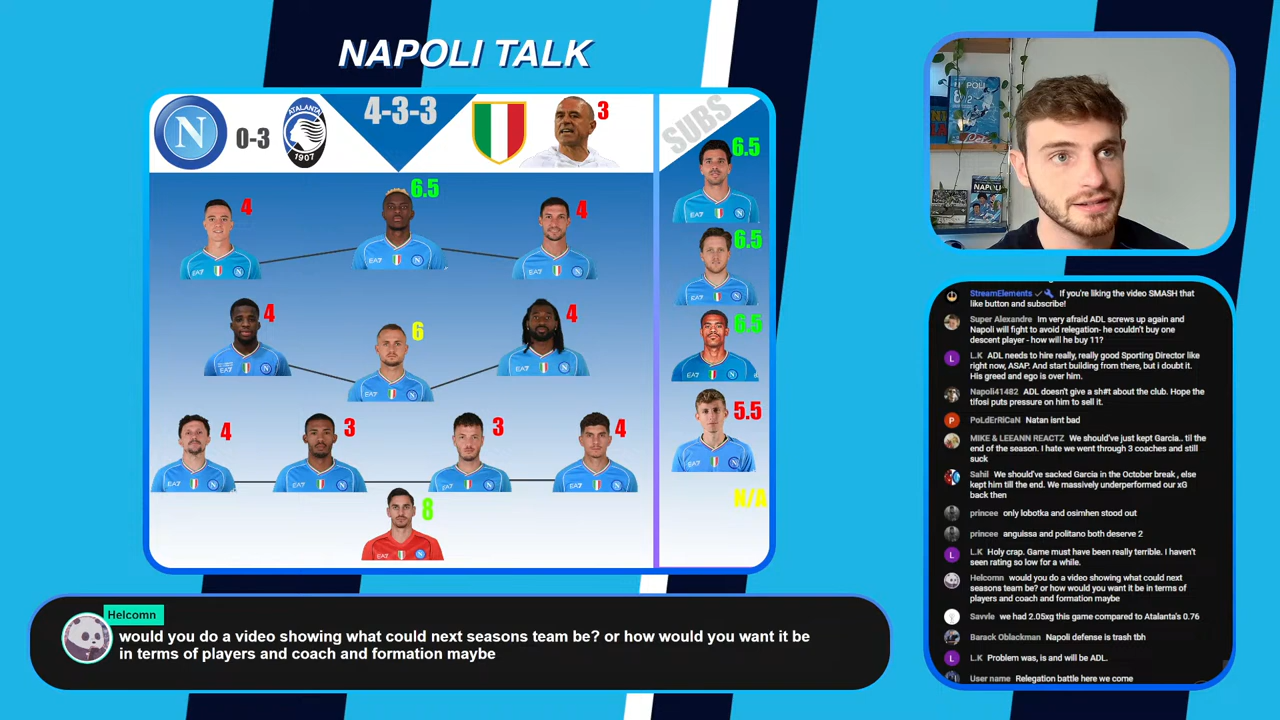 NAPOLI TALK
N
0-3
ATALANTA
1907
4-3-3
3
SUBS
4
6.5
4
6.5
6.5
4
6
4
6.5
4
3
3
4
5.5
8
N/A
NAPOLI
StreamElements If you're liking the video SMASH that
like button and subscribe!
Super Alexandre Im very afraid ADL screws up again and
Napoli will fight to avoid relegation- he couldn't buy one
descent player - how will he buy 11?
L
L.K ADL needs to hire really, really good Sporting Director like
right now, ASAP. And start building from there, but i doubt it.
His greed and ego is over him.
Napoli41482 ADL doesn't give a sh#t about the club. Hope the
tifosi puts pressure on him to sell it.
P
PoLdErRiCaN Natan isnt bad
MIKE & LEEANN REACTZ We should've just kept Garcia.. til the
end of the season. I hate we went through 3 coaches and still
suck
Sahil We should've sacked Garcia in the October break , else
kept him till the end. We massively underperformed our xG
back then
princee only lobotka and osimhen stood out
princee anguissa and politano both deserve 2
L
L.K Holy crap. Game must have been really terrible. I haven't
seen rating so low for a while.
Helcomn would you do a video showing what could next
seasons team be? or how would you want it be in terms of
players and coach and formation maybe
Savvle we had 2.05xg this game compared to Atalanta's 0.76
Barack Oblackman Napoli defense is trash tbh
L
L.K Problem was, is and will be ADL.
User name Relegation battle here we come
Helcomn
would you do a video showing what could next seasons team be? or how would you want it be
in terms of players and coach and formation maybe